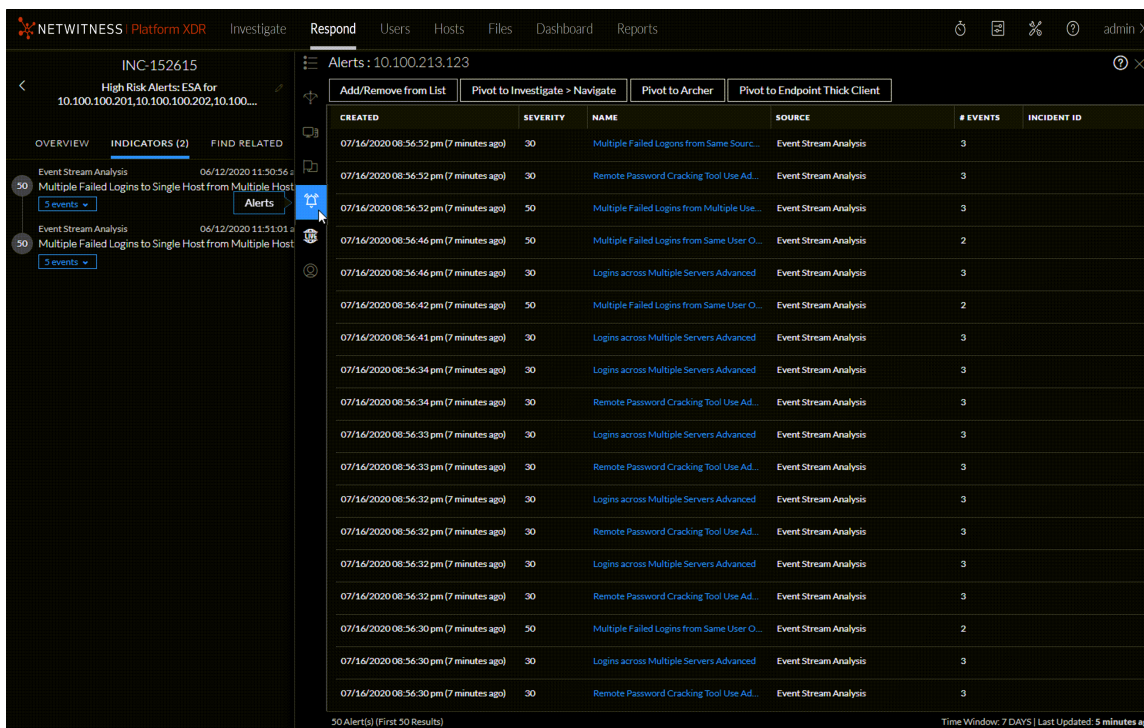 NETWITNESS | Platform XDR Investigate Respond Users Hosts Files Dashboard Reports admin
INC-152615
High Risk Alerts: ESA for
10.100.100.201,10.100.100.202,10.100....
OVERVIEW INDICATORS (2) FIND RELATED
Event Stream Analysis 06/12/2020 11:50:56 a
50 Multiple Failed Logins to Single Host from Multiple Host
5 events
Alerts
Event Stream Analysis 06/12/2020 11:51:01 a
50 Multiple Failed Logins to Single Host from Multiple Host
5 events
LIVE
Alerts : 10.100.213.123
Add/Remove from List Pivot to Investigate > Navigate Pivot to Archer Pivot to Endpoint Thick Client
CREATED SEVERITY NAME SOURCE # EVENTS INCIDENT ID
07/16/2020 08:56:52 pm (7 minutes ago) 30 Multiple Failed Logons from Same Sourc... Event Stream Analysis 3
07/16/2020 08:56:52 pm (7 minutes ago) 30 Remote Password Cracking Tool Use Ad... Event Stream Analysis 3
07/16/2020 08:56:52 pm (7 minutes ago) 50 Multiple Failed Logins from Multiple Use... Event Stream Analysis 3
07/16/2020 08:56:46 pm (7 minutes ago) 50 Multiple Failed Logins from Same User O... Event Stream Analysis 2
07/16/2020 08:56:46 pm (7 minutes ago) 30 Logins across Multiple Servers Advanced Event Stream Analysis 3
07/16/2020 08:56:42 pm (7 minutes ago) 50 Multiple Failed Logins from Same User O... Event Stream Analysis 2
07/16/2020 08:56:41 pm (7 minutes ago) 30 Logins across Multiple Servers Advanced Event Stream Analysis 3
07/16/2020 08:56:34 pm (7 minutes ago) 30 Logins across Multiple Servers Advanced Event Stream Analysis 3
07/16/2020 08:56:34 pm (7 minutes ago) 30 Remote Password Cracking Tool Use Ad... Event Stream Analysis 3
07/16/2020 08:56:33 pm (7 minutes ago) 30 Logins across Multiple Servers Advanced Event Stream Analysis 3
07/16/2020 08:56:33 pm (7 minutes ago) 30 Remote Password Cracking Tool Use Ad... Event Stream Analysis 3
07/16/2020 08:56:32 pm (7 minutes ago) 30 Logins across Multiple Servers Advanced Event Stream Analysis 3
07/16/2020 08:56:32 pm (7 minutes ago) 30 Remote Password Cracking Tool Use Ad... Event Stream Analysis 3
07/16/2020 08:56:32 pm (7 minutes ago) 30 Logins across Multiple Servers Advanced Event Stream Analysis 3
07/16/2020 08:56:32 pm (7 minutes ago) 30 Remote Password Cracking Tool Use Ad... Event Stream Analysis 3
07/16/2020 08:56:30 pm (7 minutes ago) 50 Multiple Failed Logins from Same User O... Event Stream Analysis 2
07/16/2020 08:56:30 pm (7 minutes ago) 30 Logins across Multiple Servers Advanced Event Stream Analysis 3
07/16/2020 08:56:30 pm (7 minutes ago) 30 Remote Password Cracking Tool Use Ad... Event Stream Analysis 3
50 Alert(s) (First 50 Results) Time Window: 7 DAYS | Last Updated: 5 minutes a